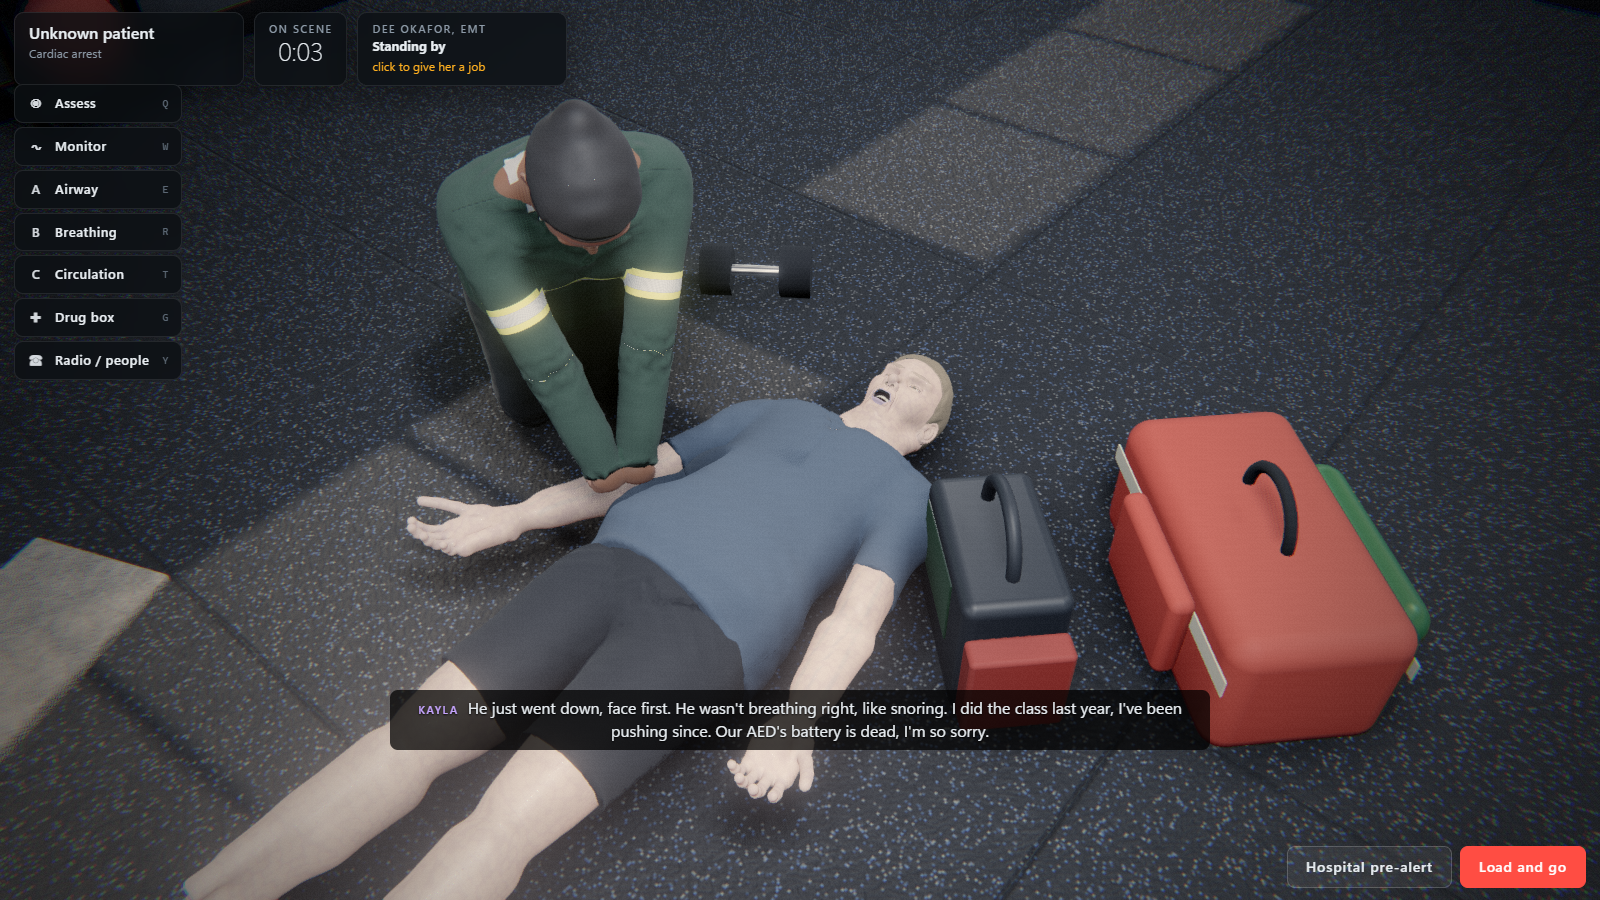 Unknown patient
Cardiac arrest
ON SCENE
0:03
DEE OKAFOR, EMT
Standing by
click to give her a job
Assess Q
Monitor W
A Airway E
B Breathing R
C Circulation T
Drug box G
Radio / people Y
KAYLA He just went down, face first. He wasn't breathing right, like snoring. I did the class last year, I've been
pushing since. Our AED's battery is dead, I'm so sorry.
Hospital pre-alert
Load and go